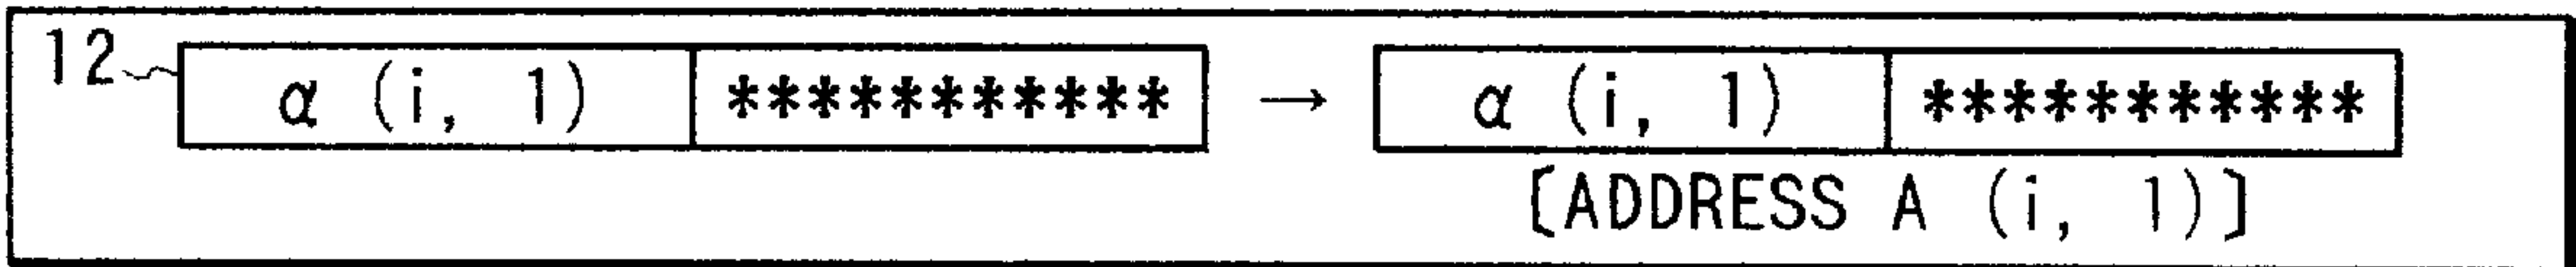 12 α (i, 1) *********** → α (i, 1) ***********
[ADDRESS A (i, 1)]